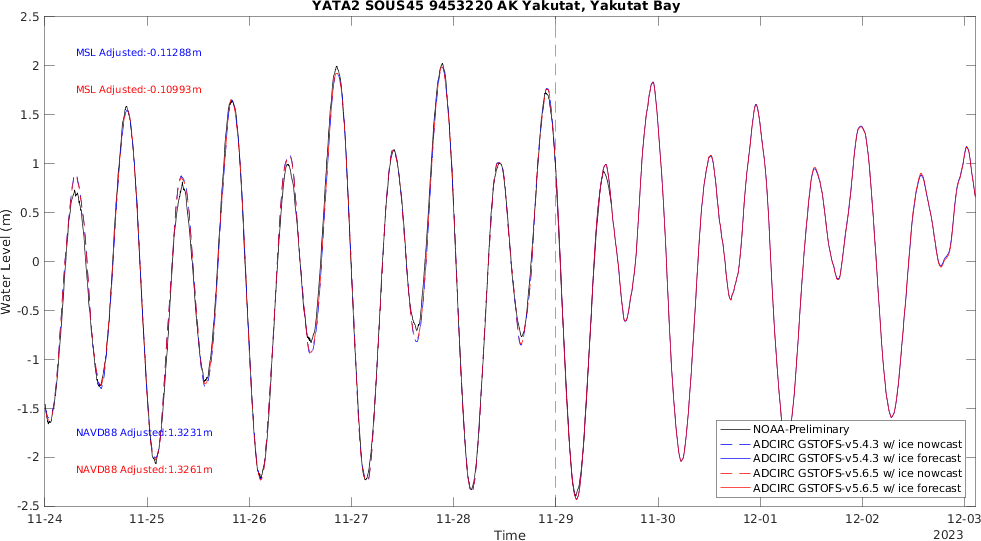 YATA2 SOUS45 9453220 AK Yakutat, Yakutat Bay
2.5
2
1.5
1
0.5
0
-0.5
-1
-1.5
-2
-2.5
Water Level (m)
MSL Adjusted:-0.11288m
MSL Adjusted:-0.10993m
NAVD88 Adjusted:1.3231m
NAVD88 Adjusted:1.3261m
NOAA-Preliminary
ADCIRC GSTOFS-v5.4.3 w/ ice nowcast
ADCIRC GSTOFS-v5.4.3 w/ ice forecast
ADCIRC GSTOFS-v5.6.5 w/ ice nowcast
ADCIRC GSTOFS-v5.6.5 w/ ice forecast
11-24 11-25 11-26 11-27 11-28 11-29 11-30 12-01 12-02 12-03
Time
2023